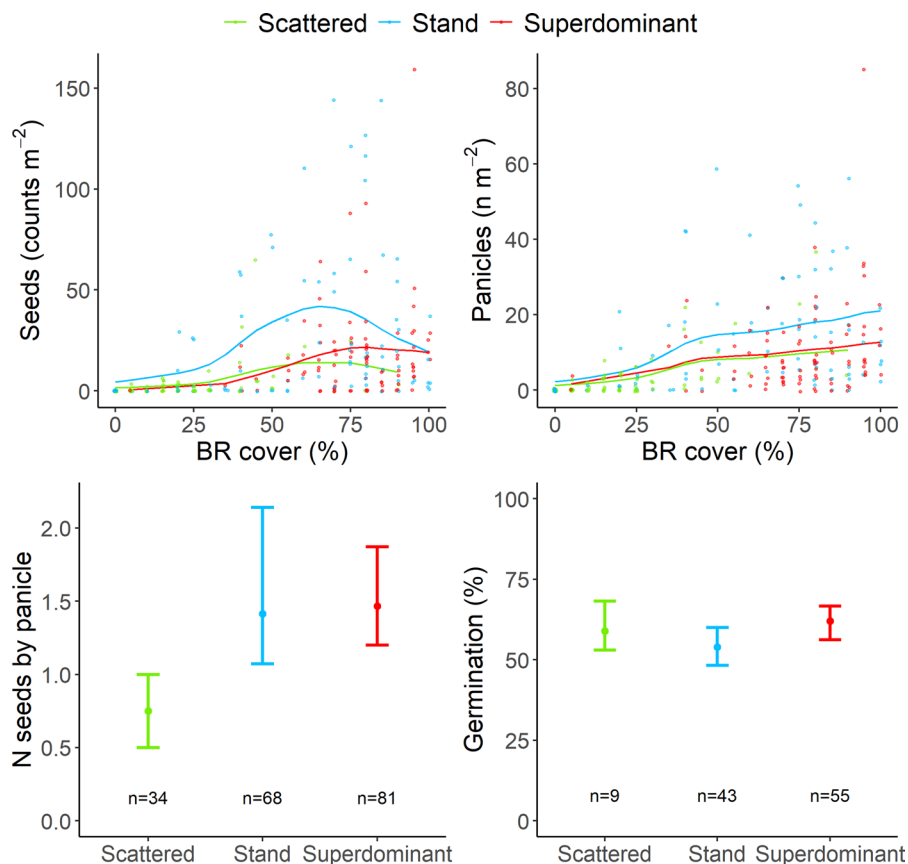 Scattered Stand Superdominant
Seeds (counts m⁻²)
150
100
50
0
0 25 50 75 100
BR cover (%)
Panicles (n m⁻²)
80
60
40
20
0
0 25 50 75 100
BR cover (%)
N seeds by panicle
2.0
1.5
1.0
0.5
0.0
n=34 n=68 n=81
Scattered Stand Superdominant
Germination (%)
100
75
50
25
0
n=9 n=43 n=55
Scattered Stand Superdominant